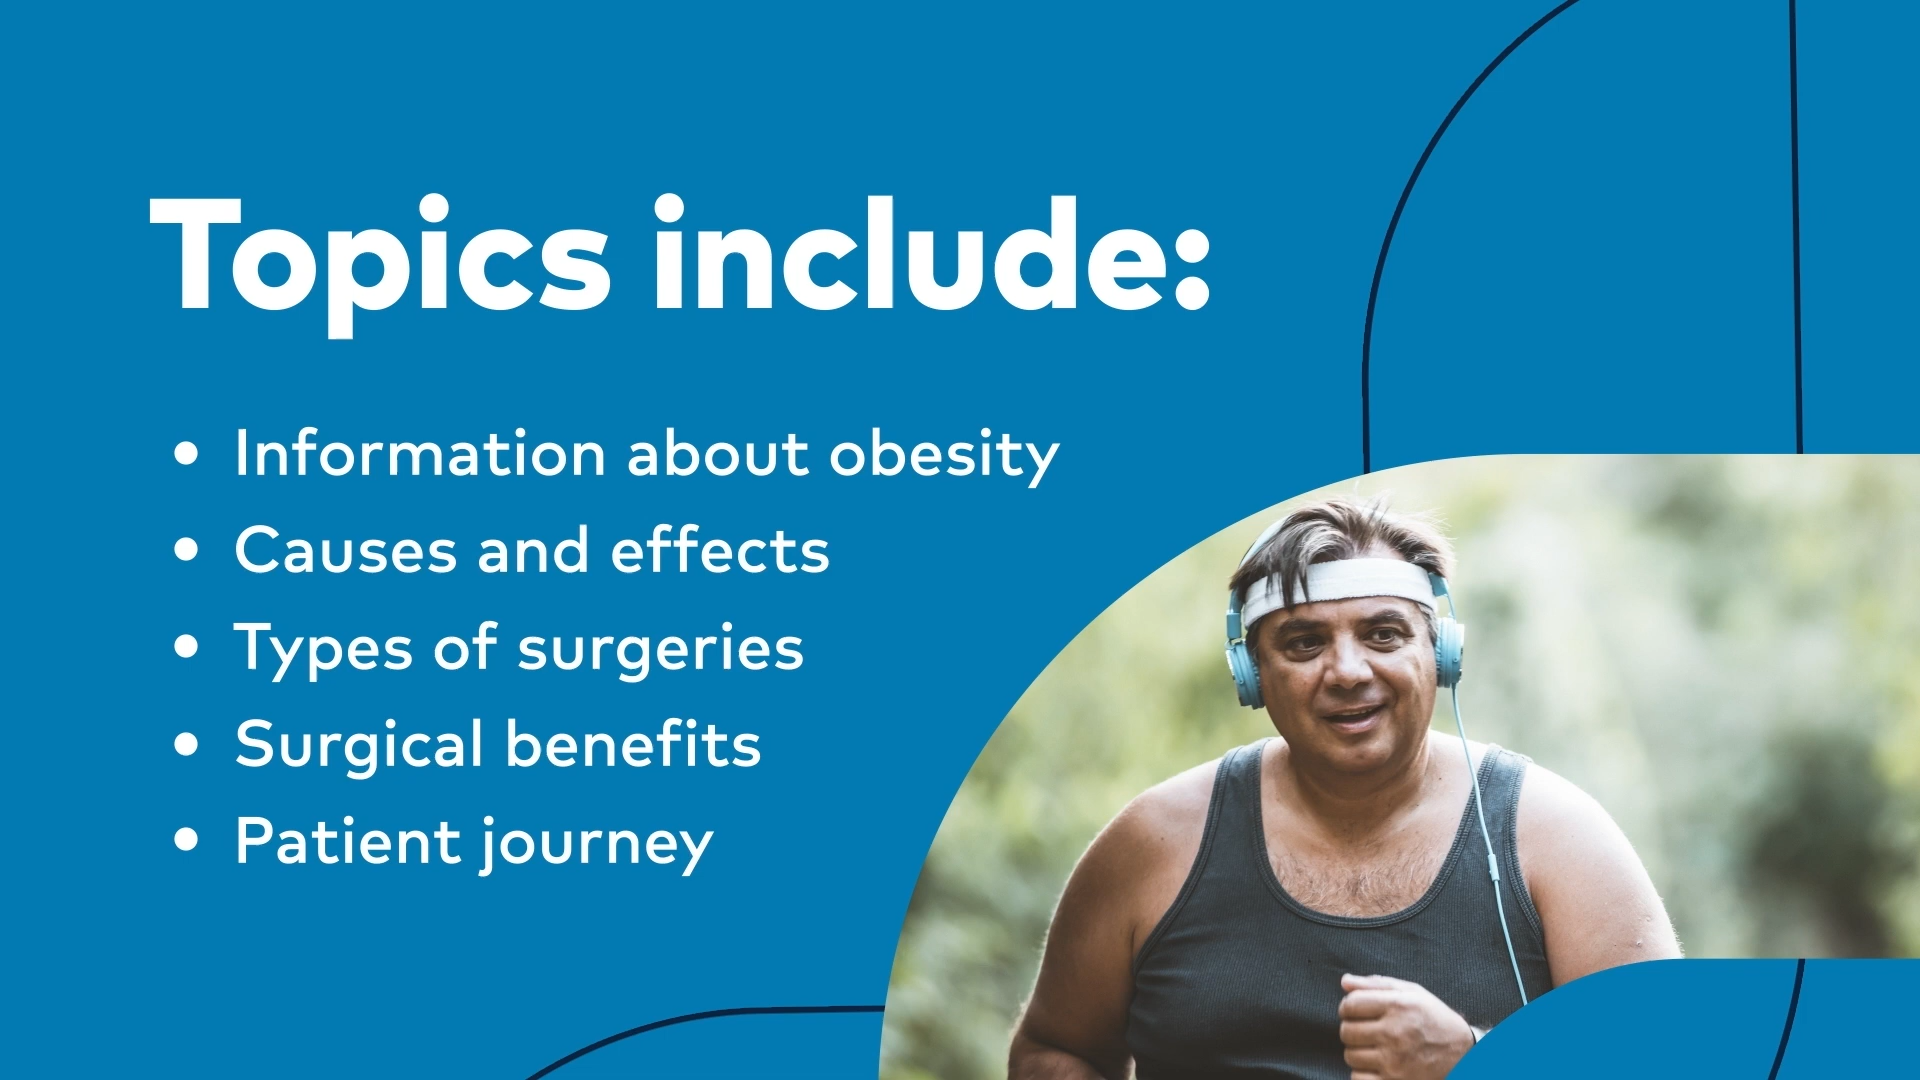 Topics include:
• Information about obesity
• Causes and effects
• Types of surgeries
• Surgical benefits
• Patient journey